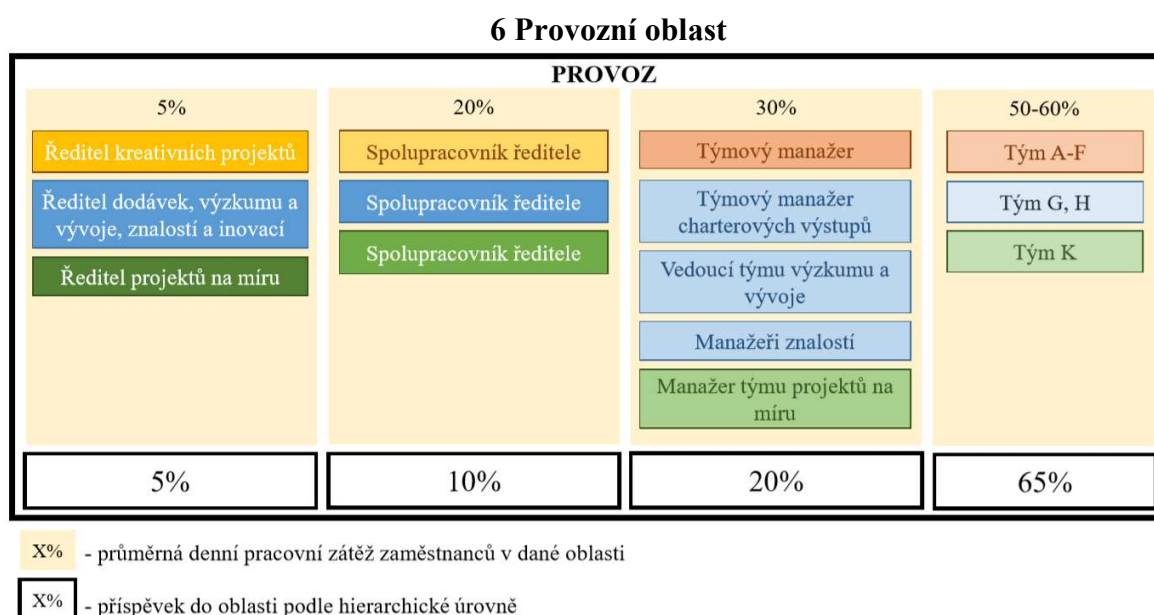 6 Provozní oblast
PROVOZ
5%
Ředitel kreativních projektů
Ředitel dodávek, výzkumu a
vývoje, znalostí a inovací
Ředitel projektů na míru
5%
20%
Spolupracovník ředitele
Spolupracovník ředitele
Spolupracovník ředitele
10%
30%
Týmový manažer
Týmový manažer
charterových výstupů
Vedoucí týmu výzkumu a
vývoje
Manažeři znalostí
Manažer týmu projektů na
míru
20%
50-60%
Tým A-F
Tým G, H
Tým K
65%
X% - průměrná denní pracovní zátěž zaměstnanců v dané oblasti
X% - příspěvek do oblasti podle hierarchické úrovně